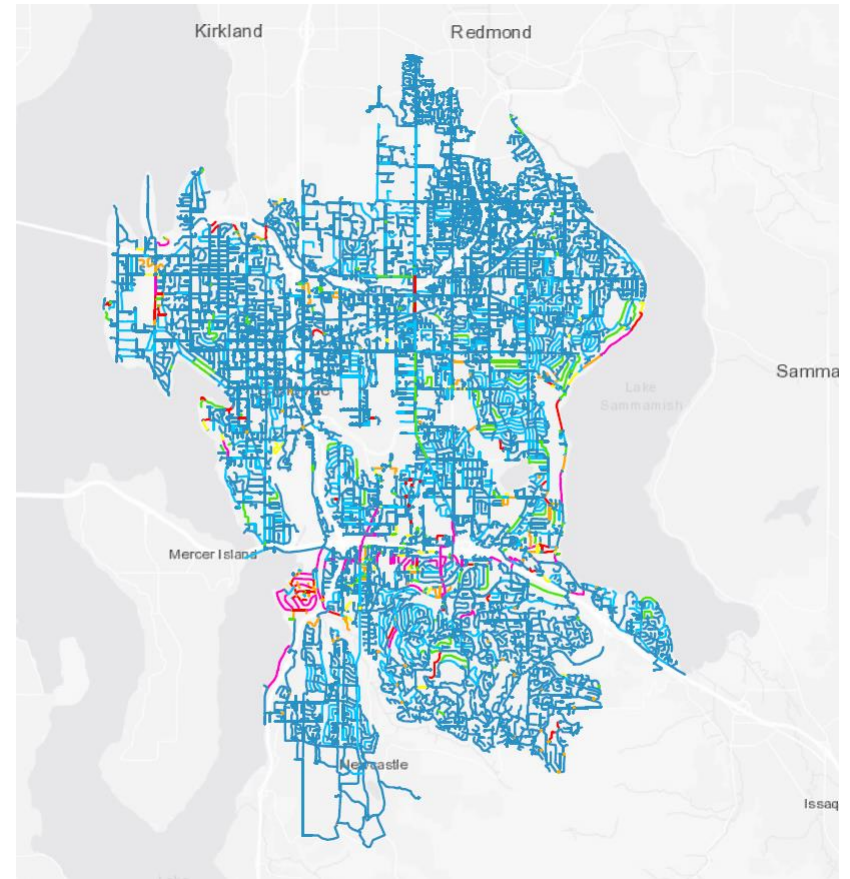 Kirkland
Redmond
Samma
Lake
Sammamish
Mercer Island
Newcastle
Issaq